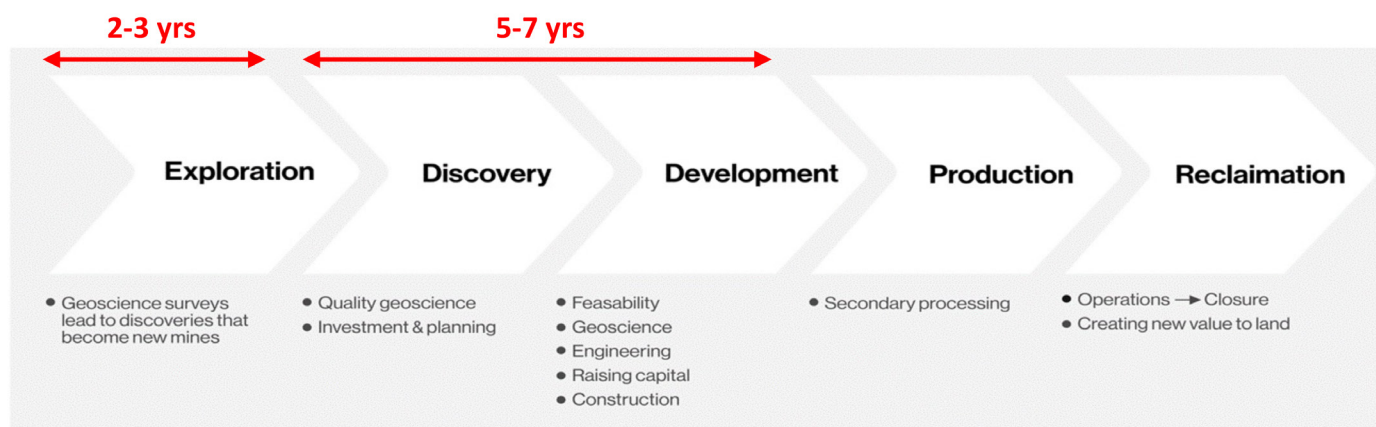 2-3 yrs
5-7 yrs
Exploration
Discovery
Development
Production
Reclaimation
• Geoscience surveys
lead to discoveries that
become new mines
• Quality geoscience
• Investment & planning
• Feasability
• Geoscience
• Engineering
• Raising capital
• Construction
• Secondary processing
• Operations → Closure
• Creating new value to land